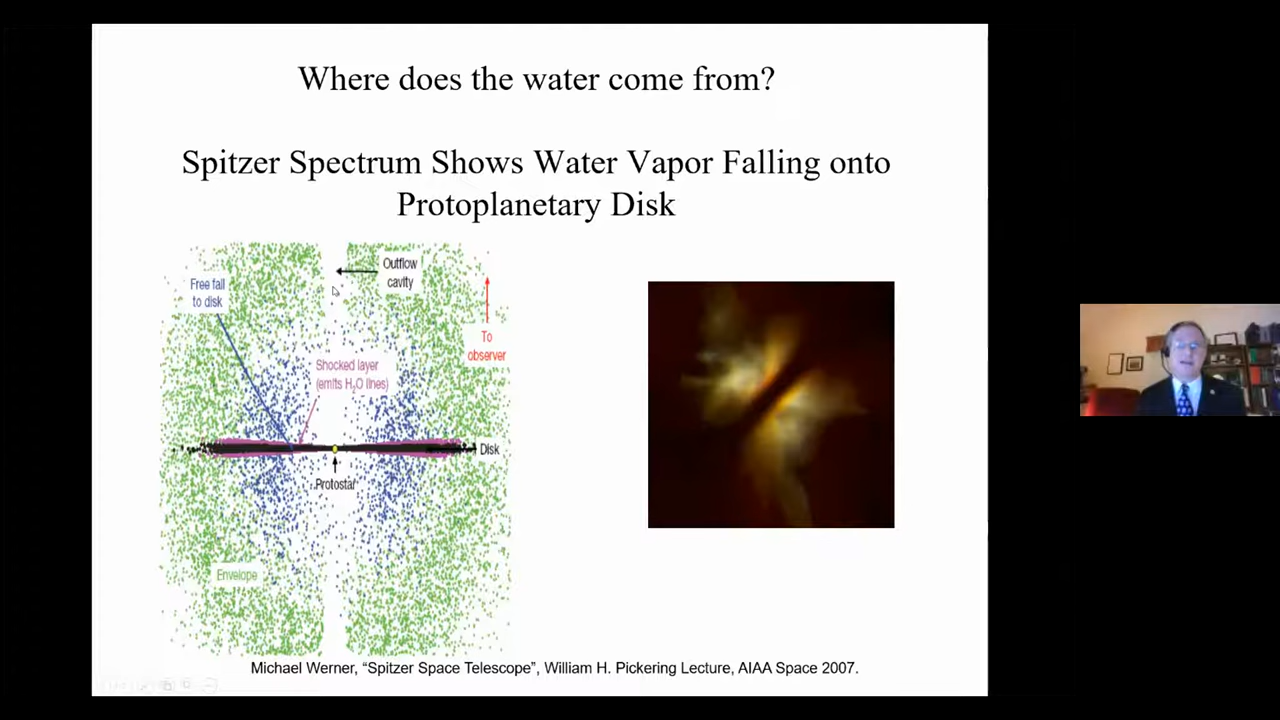 Where does the water come from?
Spitzer Spectrum Shows Water Vapor Falling onto
Protoplanetary Disk
Outflow
cavity
Free fall
to disk
To
observer
Shocked layer
(emits H₂O lines)
Disk
Protostar
Envelope
Michael Werner, “Spitzer Space Telescope”, William H. Pickering Lecture, AIAA Space 2007.